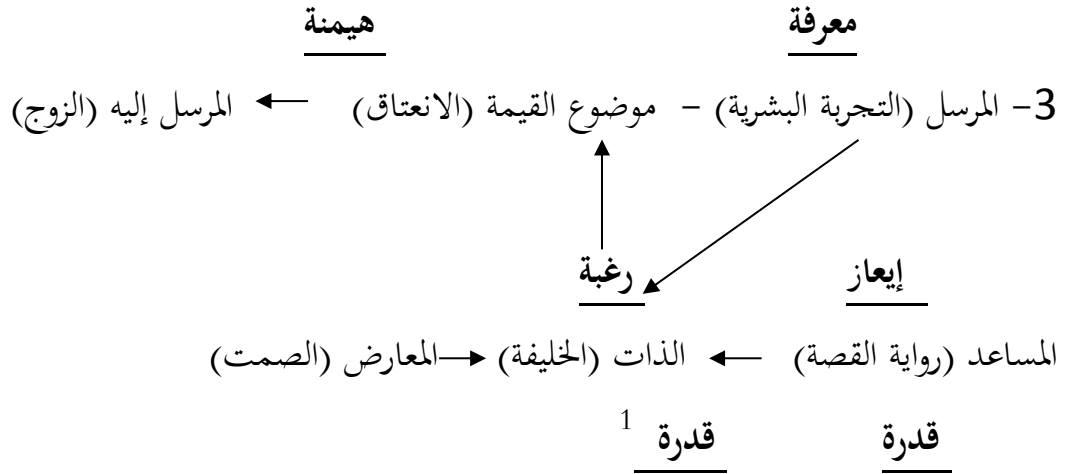 معرفة هيمنة
3- المرسل (التجربة البشرية) - موضوع القيمة (الانعتاق) المرسل إليه (الزوج)
إيعاز رغبة
المساعد (رواية القصة) الذات (الخليفة) المعارض (الصمت)
قدرة قدرة 1